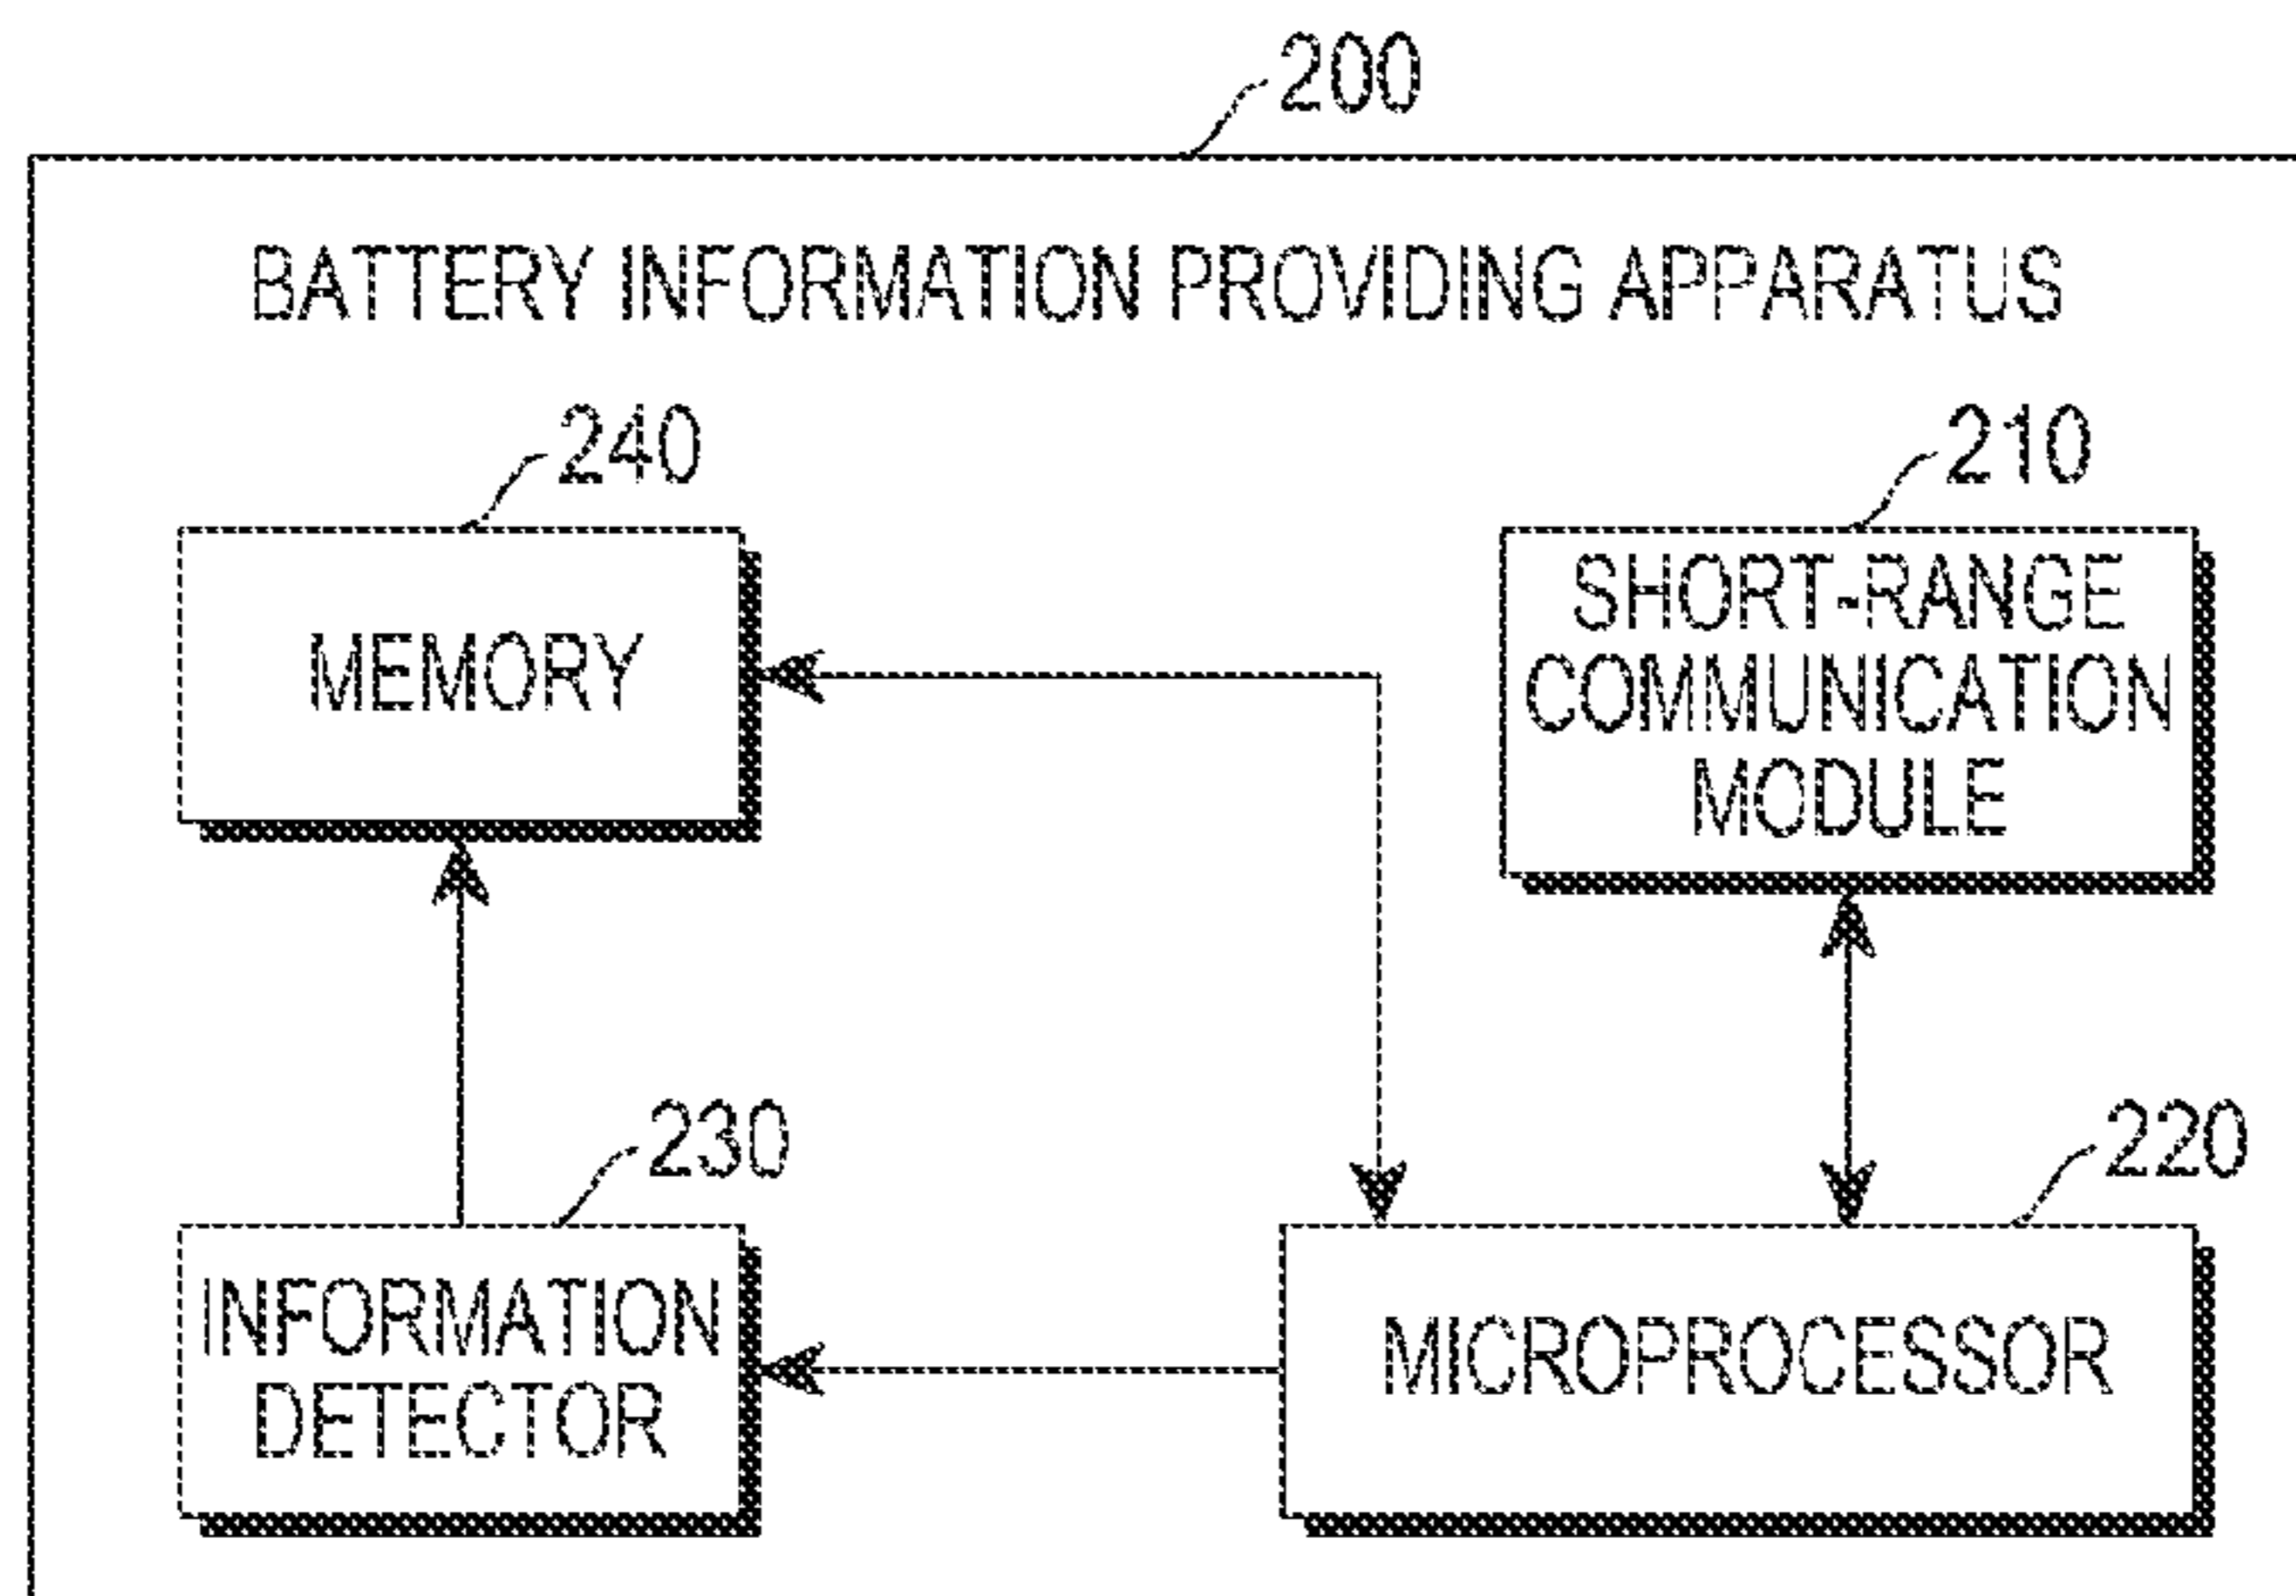 200
BATTERY INFORMATION PROVIDING APPARATUS
240
210
MEMORY
SHORT-RANGE
COMMUNICATION
MODULE
230
220
INFORMATION
DETECTOR
MICROPROCESSOR